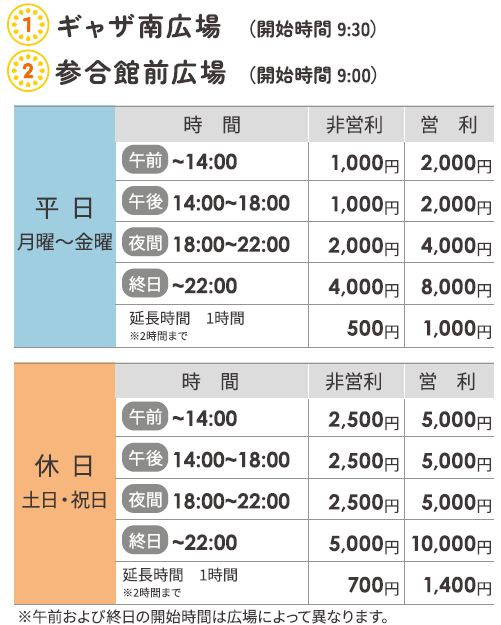 1 ギャザ南広場 （開始時間 9:30）
2 参合館前広場 （開始時間 9:00）
時　間 非営利 営　利
平 日
月曜～金曜
午前 ~14:00 1,000円 2,000円
午後 14:00~18:00 1,000円 2,000円
夜間 18:00~22:00 2,000円 4,000円
終日 ~22:00 4,000円 8,000円
延長時間　1時間 500円 1,000円
※2時間まで
時　間 非営利 営　利
休 日
土日・祝日
午前 ~14:00 2,500円 5,000円
午後 14:00~18:00 2,500円 5,000円
夜間 18:00~22:00 2,500円 5,000円
終日 ~22:00 5,000円 10,000円
延長時間　1時間 700円 1,400円
※2時間まで
※午前および終日の開始時間は広場によって異なります。